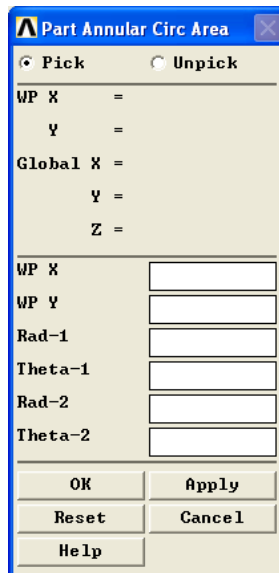 Part Annular Circ Area
Pick Unpick
WP X =
Y =
Global X =
Y =
Z =
WP X
WP Y
Rad-1
Theta-1
Rad-2
Theta-2
OK Apply
Reset Cancel
Help